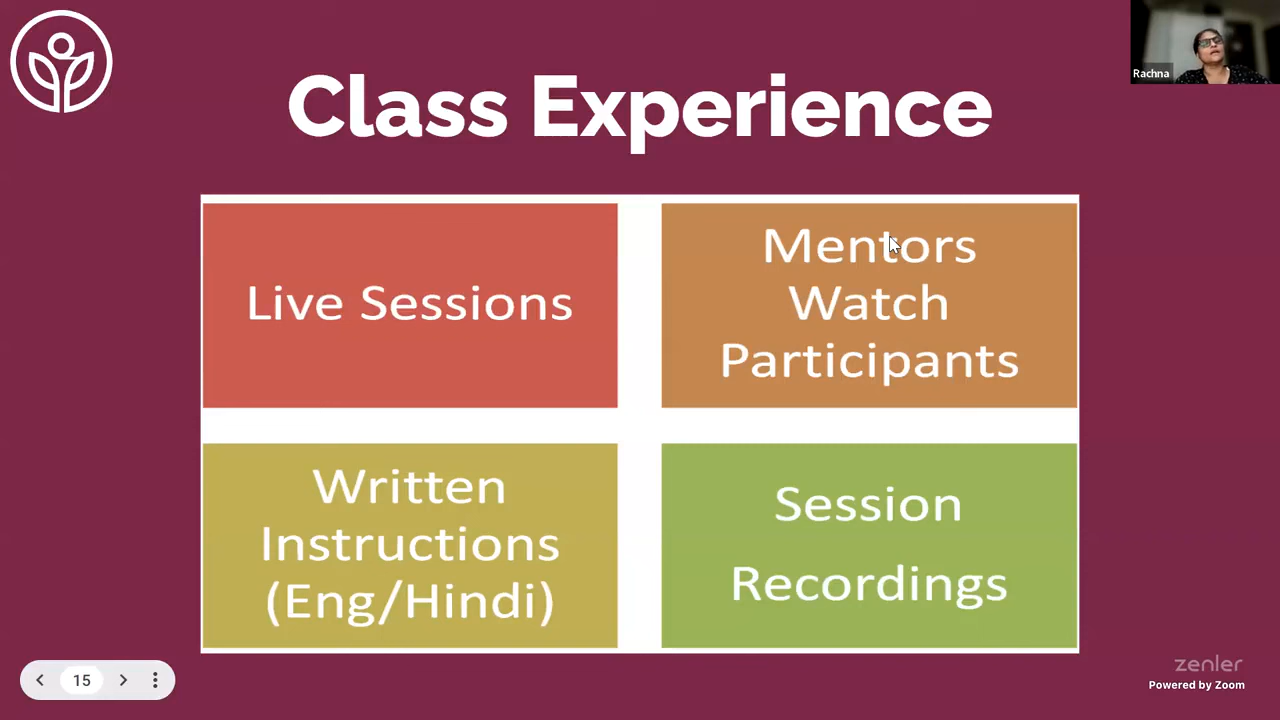 Rachna
Class Experience
Live Sessions
Mentors
Watch
Participants
Written
Instructions
(Eng/Hindi)
Session
Recordings
15
zenler
Powered by Zoom